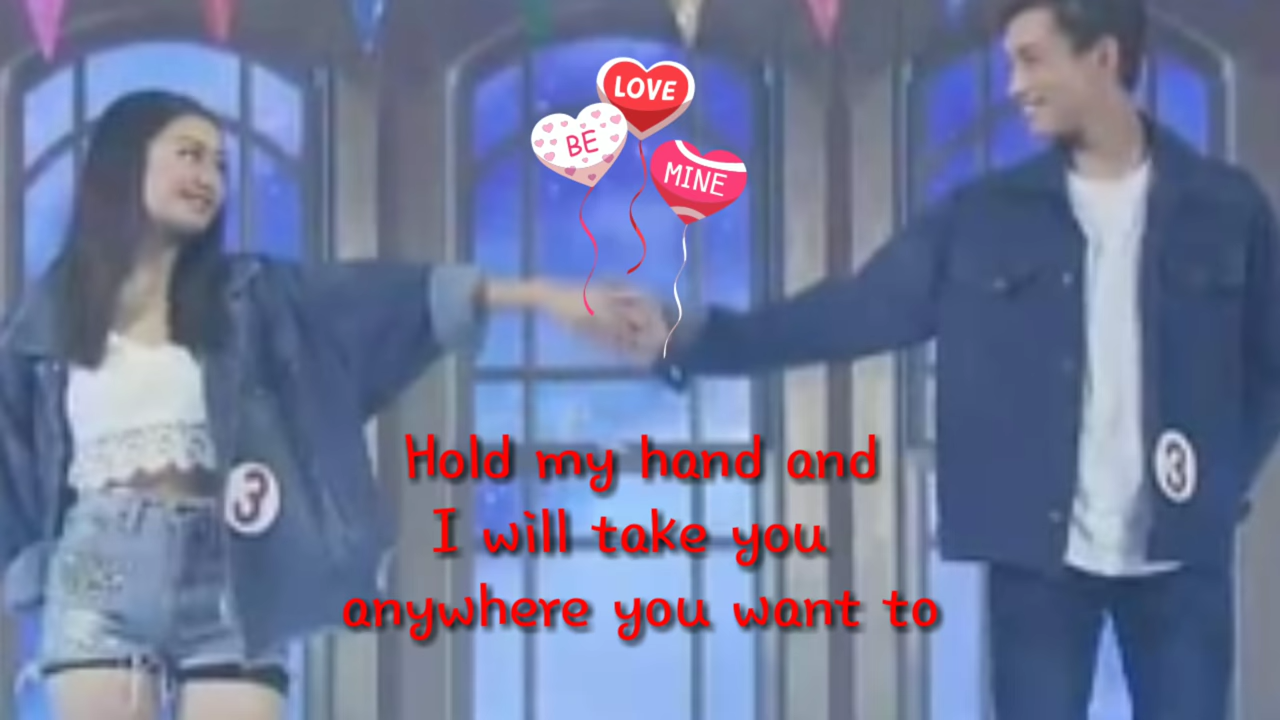 LOVE
BE
MINE
Hold my hand and
I will take you
anywhere you want to
3
3